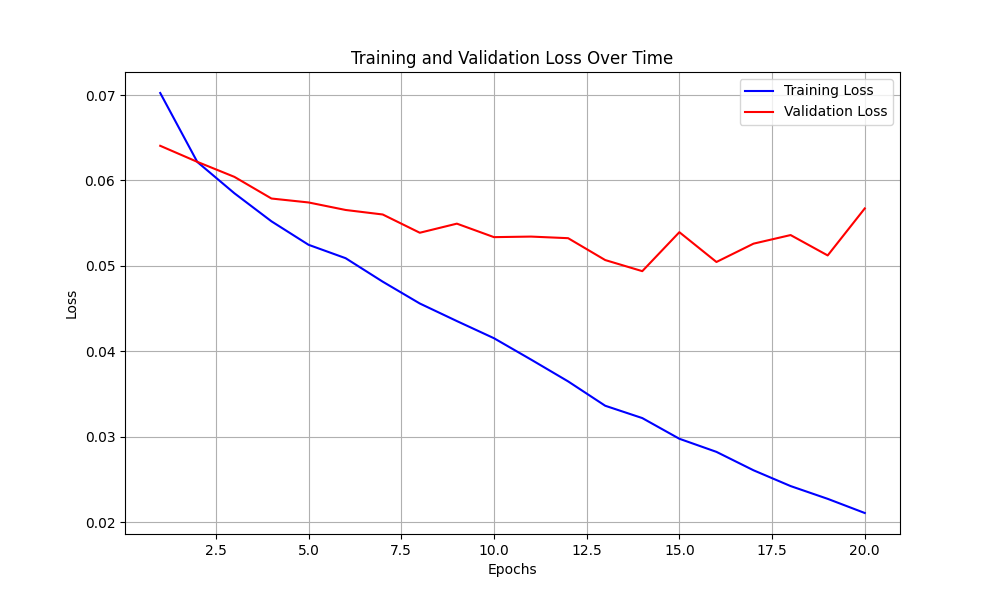 Training and Validation Loss Over Time
Training Loss
Validation Loss
0.07
0.06
0.05
0.04
0.03
0.02
Loss
2.5 5.0 7.5 10.0 12.5 15.0 17.5 20.0
Epochs